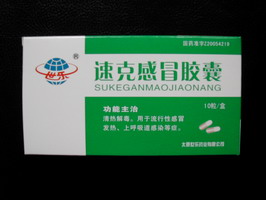 国药准字Z20054219
世乐
®
速克感冒胶囊
SUKEGANMAOJIAONANG
功能主治
清热解毒。用于流行性感冒
发热、上呼吸道感染等症。
10粒/盒